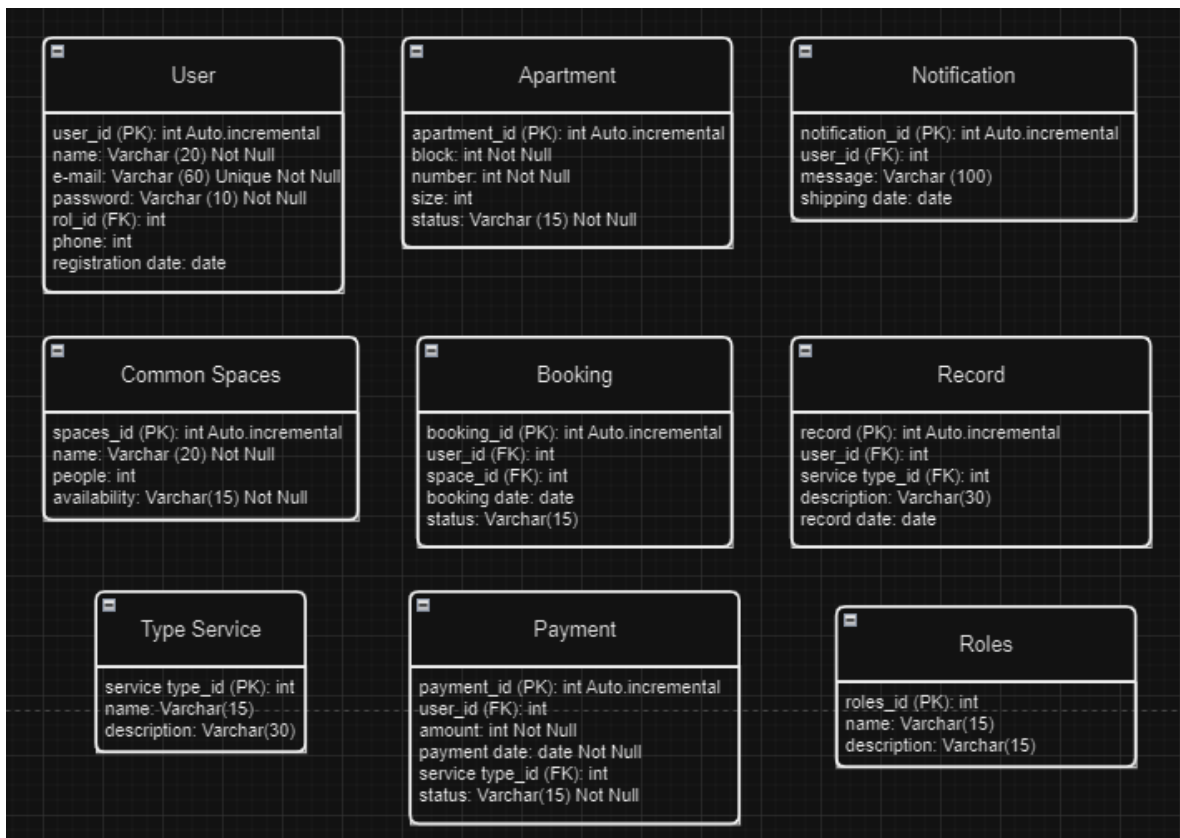 User
user_id (PK): int Auto.incremental
name: Varchar (20) Not Null
e-mail: Varchar (60) Unique Not Null
password: Varchar (10) Not Null
rol_id (FK): int
phone: int
registration date: date
Apartment
apartment_id (PK): int Auto.incremental
block: int Not Null
number: int Not Null
size: int
status: Varchar (15) Not Null
Notification
notification_id (PK): int Auto.incremental
user_id (FK): int
message: Varchar (100)
shipping date: date
Common Spaces
spaces_id (PK): int Auto.incremental
name: Varchar (20) Not Null
people: int
availability: Varchar(15) Not Null
Booking
booking_id (PK): int Auto.incremental
user_id (FK): int
space_id (FK): int
booking date: date
status: Varchar(15)
Record
record (PK): int Auto.incremental
user_id (FK): int
service type_id (FK): int
description: Varchar(30)
record date: date
Type Service
service type_id (PK): int
name: Varchar(15)
description: Varchar(30)
Payment
payment_id (PK): int Auto.incremental
user_id (FK): int
amount: int Not Null
payment date: date Not Null
service type_id (FK): int
status: Varchar(15) Not Null
Roles
roles_id (PK): int
name: Varchar(15)
description: Varchar(15)